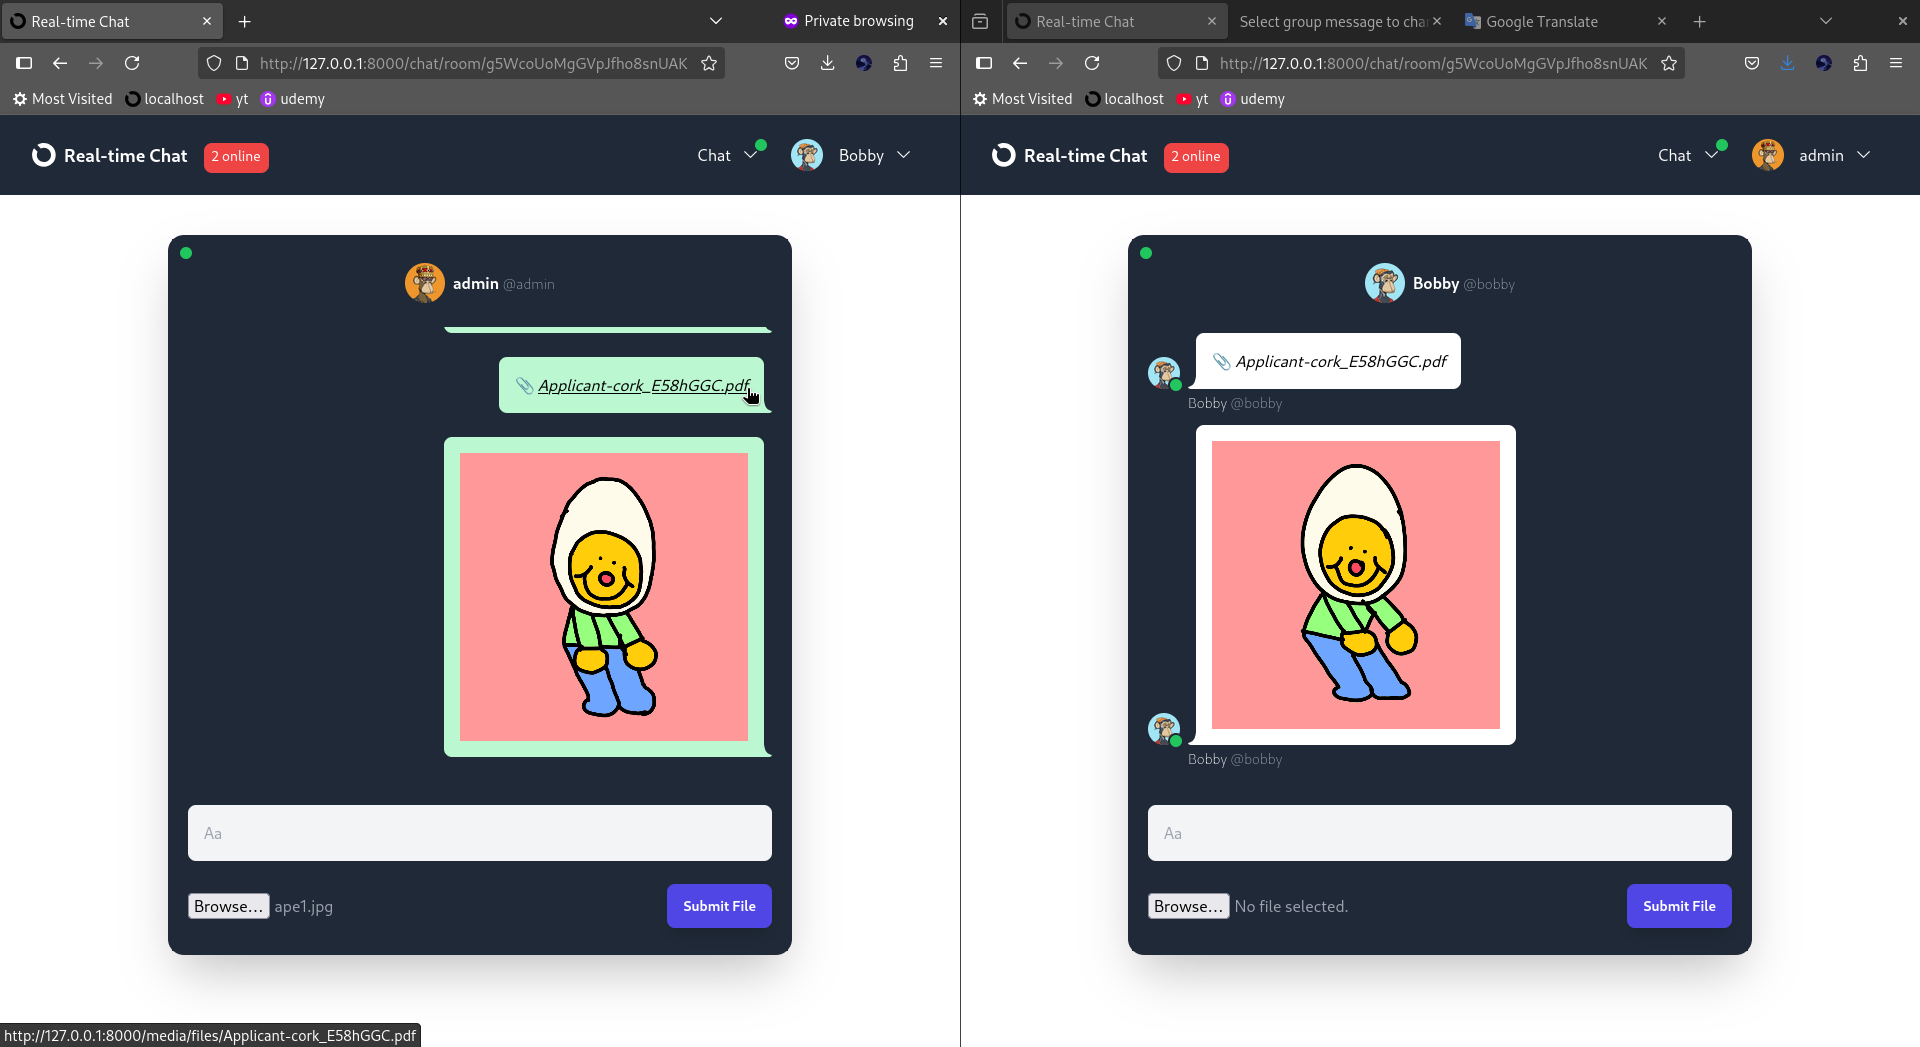 Real-time Chat
Private browsing
http://127.0.0.1:8000/chat/room/g5WcoUoMgGVpJfho8snUAK
Most Visited
localhost
yt
udemy
Real-time Chat
2 online
Chat
Bobby
admin @admin
Applicant-cork_E58hGGC.pdf
Aa
Browse...
ape1.jpg
Submit File
http://127.0.0.1:8000/media/files/Applicant-cork_E58hGGC.pdf
Real-time Chat
Select group message to cha
Google Translate
http://127.0.0.1:8000/chat/room/g5WcoUoMgGVpJfho8snUAK
Most Visited
localhost
yt
udemy
Real-time Chat
2 online
Chat
admin
Bobby @bobby
Applicant-cork_E58hGGC.pdf
Bobby @bobby
Bobby @bobby
Aa
Browse...
No file selected.
Submit File